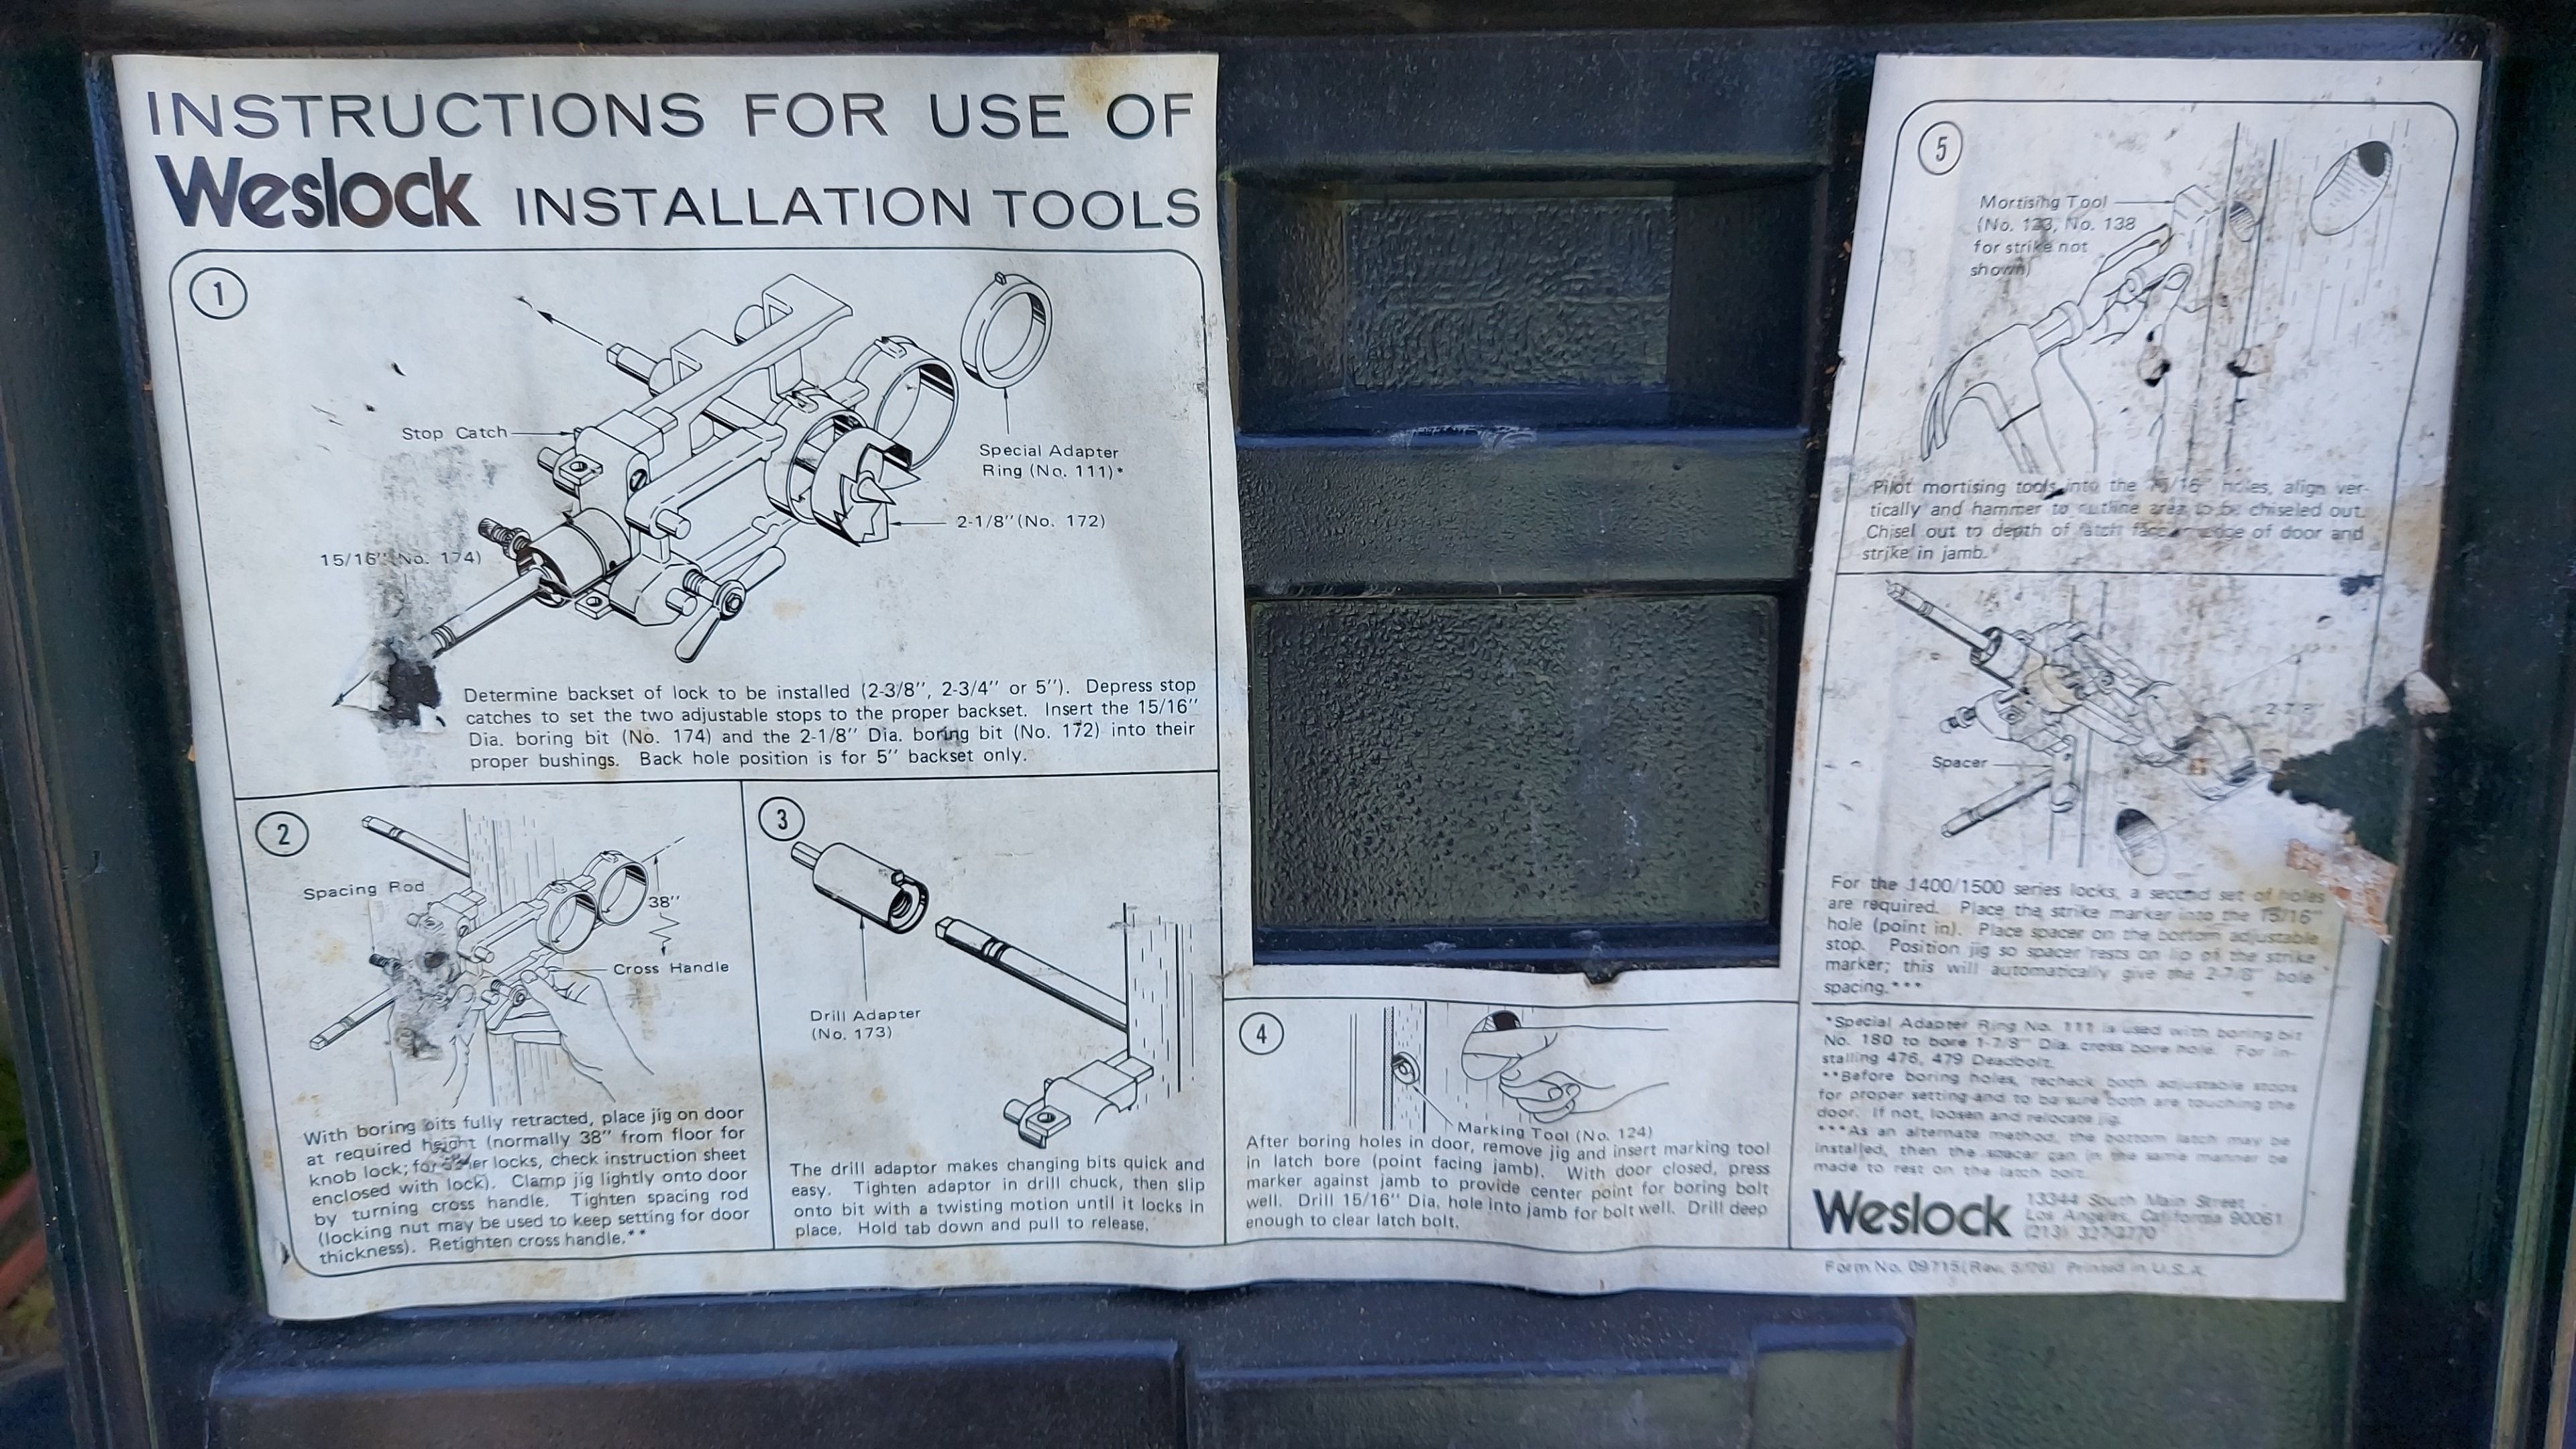 INSTRUCTIONS FOR USE OF
Weslock INSTALLATION TOOLS
1
Stop Catch
Special Adapter
Ring (No. 111)*
2-1/8″ (No. 172)
15/16″ (No. 174)
Determine backset of lock to be installed (2-3/8″, 2-3/4″ or 5″). Depress stop
catches to set the two adjustable stops to the proper backset. Insert the 15/16″
Dia. boring bit (No. 174) and the 2-1/8″ Dia. boring bit (No. 172) into their
proper bushings. Back hole position is for 5″ backset only.
2
Spacing Rod
38″
Cross Handle
With boring bits fully retracted, place jig on door
at required height (normally 38″ from floor for
knob lock; for locks, check instruction sheet
enclosed with lock). Clamp jig lightly onto door
by turning cross handle. Tighten spacing rod
(locking nut may be used to keep setting for door
thickness). Retighten cross handle.**
3
Drill Adapter
(No. 173)
The drill adaptor makes changing bits quick and
easy. Tighten adaptor in drill chuck, then slip
onto bit with a twisting motion until it locks in
place. Hold tab down and pull to release.
4
Marking Tool (No. 124)
After boring holes in door, remove jig and insert marking tool
in latch bore (point facing jamb). With door closed, press
marker against jamb to provide center point for boring bolt
well. Drill 15/16″ Dia. hole into jamb for bolt well. Drill deep
enough to clear latch bolt.
5
Mortising Tool
(No. 123, No. 138
for strike not
shown)
Pilot mortising tools into the 15/16″ holes, align ver-
tically and hammer to outline area to be chiseled out.
Chisel out to depth of latch face edge of door and
strike in jamb.
2-7/8″
Spacer
For the 1400/1500 series locks, a second set of holes
are required. Place the strike marker into the 15/16″
hole (point in). Place spacer on the bottom adjustable
stop. Position jig so spacer rests on lip of the strike
marker; this will automatically give the 2-7/8″ hole
spacing.***
*Special Adapter Ring No. 111 is used with boring bit
No. 180 to bore 1-7/8″ Dia. cross bore hole. For in-
stalling 476, 479 Deadbolt.
**Before boring holes, recheck both adjustable stops
for proper setting and to be sure both are touching the
door. If not, loosen and relocate jig.
***As an alternate method, the bottom latch may be
installed, then the spacer can in the same manner be
made to rest on the latch bolt.
Weslock 13344 South Main Street
Los Angeles, California 90061
(213) 327-2770
Form No. 09715 (Rev. 5/76) Printed in U.S.A.